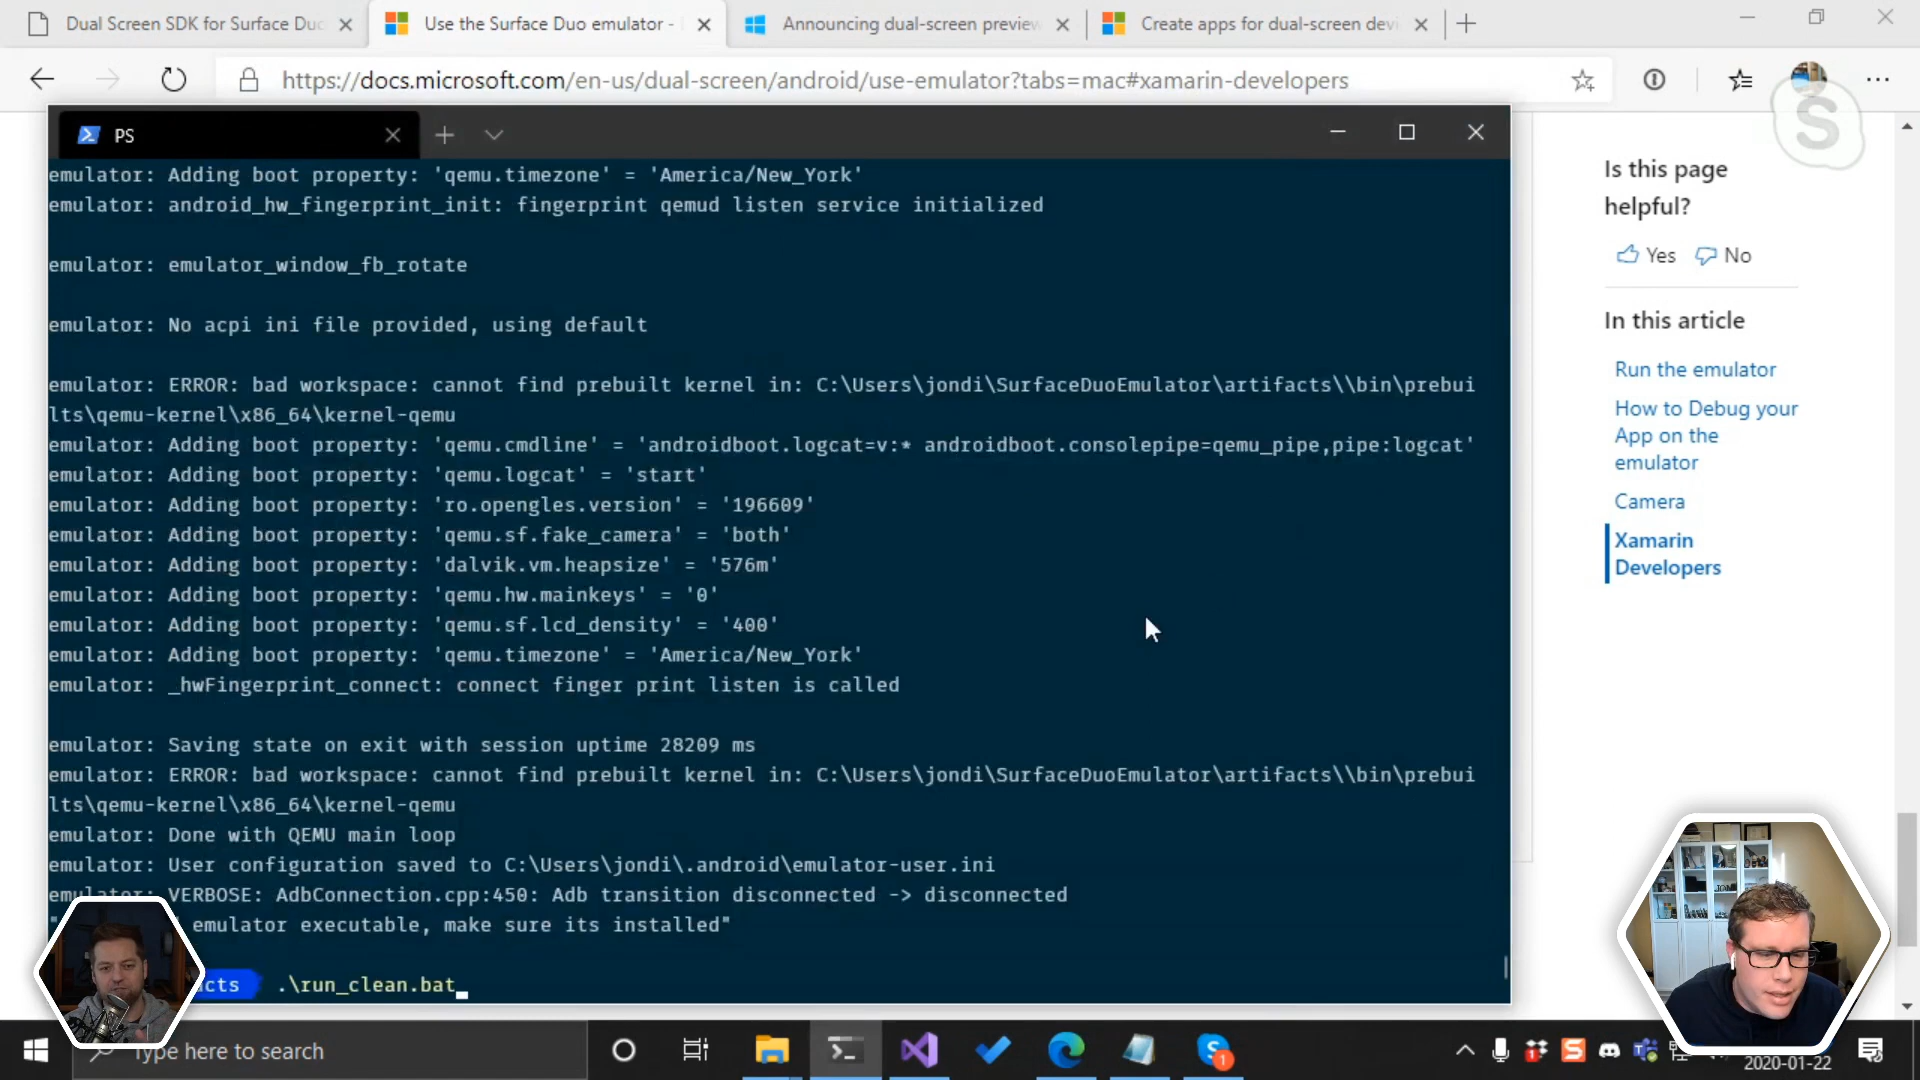 Dual Screen SDK for Surface Duc
Use the Surface Duo emulator -
Announcing dual-screen preview
Create apps for dual-screen dev
https://docs.microsoft.com/en-us/dual-screen/android/use-emulator?tabs=mac#xamarin-developers
PS
emulator: Adding boot property: 'qemu.timezone' = 'America/New_York'
emulator: android_hw_fingerprint_init: fingerprint qemud listen service initialized
emulator: emulator_window_fb_rotate
emulator: No acpi ini file provided, using default
emulator: ERROR: bad workspace: cannot find prebuilt kernel in: C:\Users\jondi\SurfaceDuoEmulator\artifacts\\bin\prebui
lts\qemu-kernel\x86_64\kernel-qemu
emulator: Adding boot property: 'qemu.cmdline' = 'androidboot.logcat=v:* androidboot.consolepipe=qemu_pipe,pipe:logcat'
emulator: Adding boot property: 'qemu.logcat' = 'start'
emulator: Adding boot property: 'ro.opengles.version' = '196609'
emulator: Adding boot property: 'qemu.sf.fake_camera' = 'both'
emulator: Adding boot property: 'dalvik.vm.heapsize' = '576m'
emulator: Adding boot property: 'qemu.hw.mainkeys' = '0'
emulator: Adding boot property: 'qemu.sf.lcd_density' = '400'
emulator: Adding boot property: 'qemu.timezone' = 'America/New_York'
emulator: _hwFingerprint_connect: connect finger print listen is called
emulator: Saving state on exit with session uptime 28209 ms
emulator: ERROR: bad workspace: cannot find prebuilt kernel in: C:\Users\jondi\SurfaceDuoEmulator\artifacts\\bin\prebui
lts\qemu-kernel\x86_64\kernel-qemu
emulator: Done with QEMU main loop
emulator: User configuration saved to C:\Users\jondi\.android\emulator-user.ini
emulator: VERBOSE: AdbConnection.cpp:450: Adb transition disconnected -> disconnected
emulator executable, make sure its installed"
acts .\run_clean.bat
Is this page
helpful?
Yes No
In this article
Run the emulator
How to Debug your
App on the
emulator
Camera
Xamarin
Developers
Type here to search
1
2020-01-22